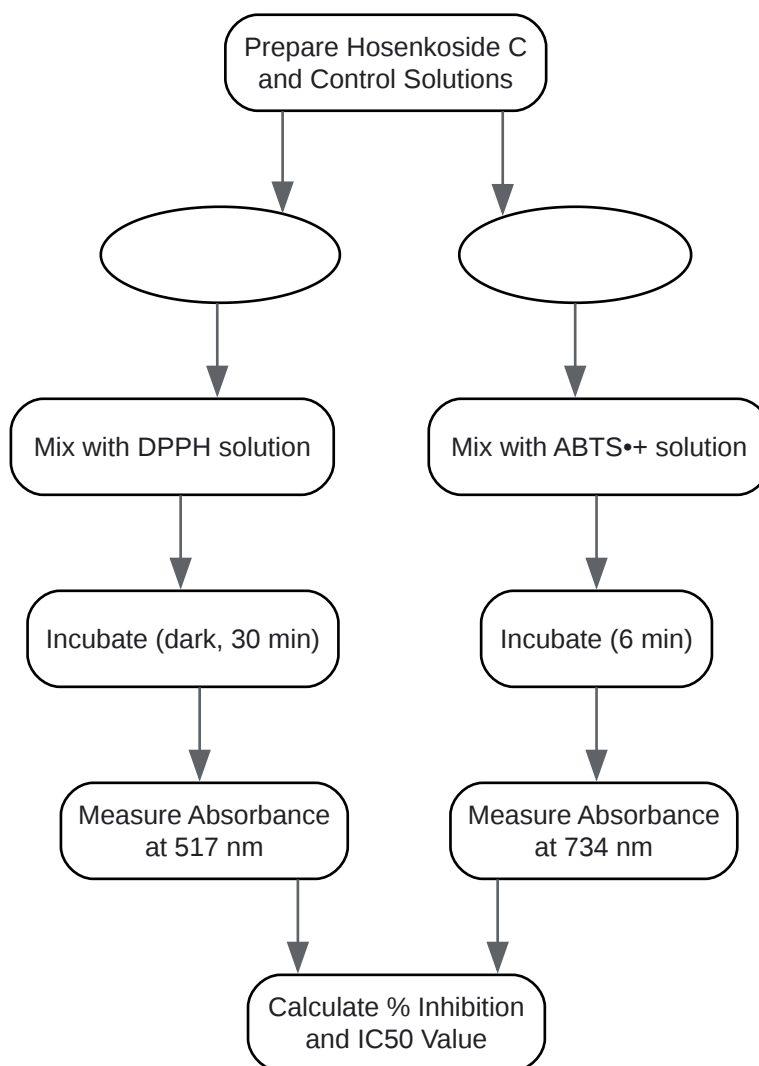 Prepare Hosenkoside C
and Control Solutions
Mix with DPPH solution
Mix with ABTS•+ solution
Incubate (dark, 30 min)
Incubate (6 min)
Measure Absorbance
at 517 nm
Measure Absorbance
at 734 nm
Calculate % Inhibition
and IC50 Value